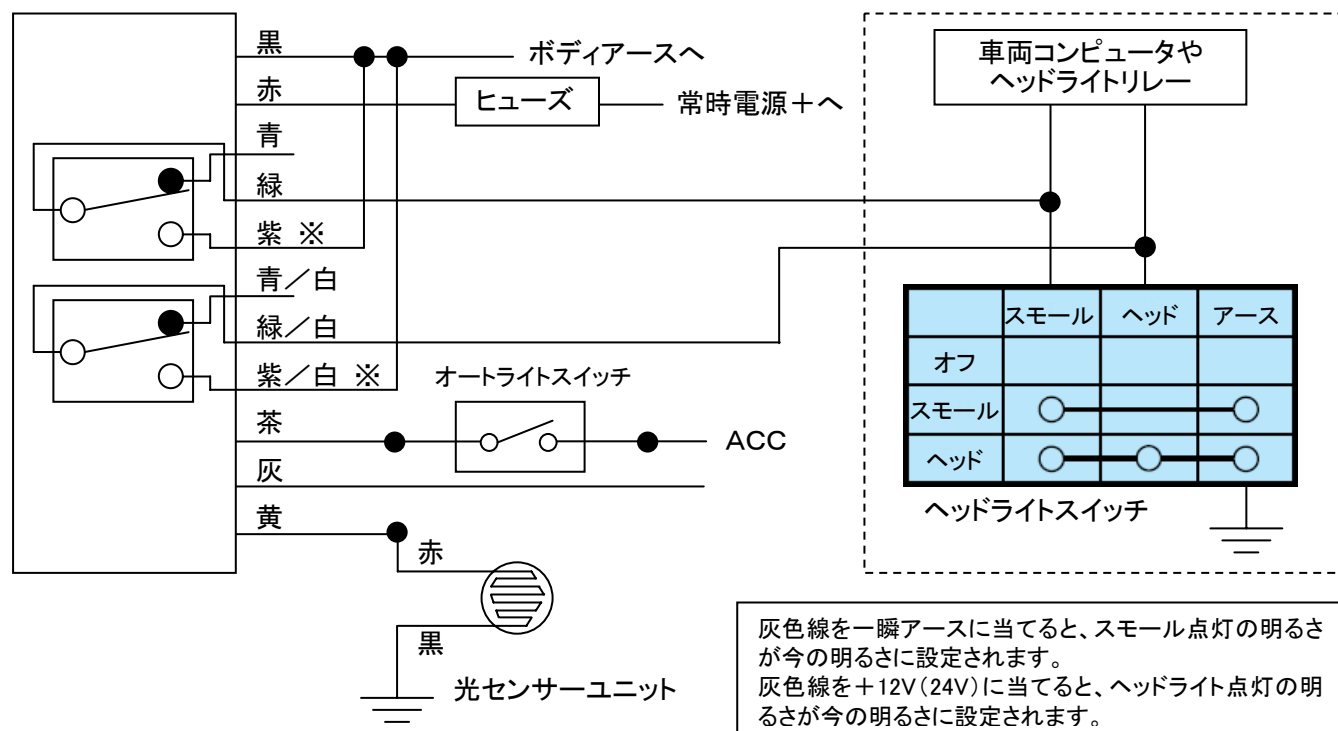 黒
ボディアースへ
赤
ヒューズ
常時電源+へ
青
緑
紫 ※
青/白
緑/白
紫/白 ※
オートライトスイッチ
茶
ACC
灰
黄
赤
黒
光センサーユニット
車両コンピュータや
ヘッドライトリレー
スモール ヘッド アース
オフ
スモール
ヘッド
ヘッドライトスイッチ
灰色線を一瞬アースに当てると、スモール点灯の明るさ
が今の明るさに設定されます。
灰色線を+12V(24V)に当てると、ヘッドライト点灯の明
るさが今の明るさに設定されます。